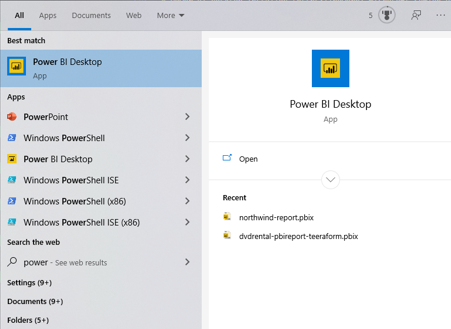 All Apps Documents Web More 5
Best match
Power BI Desktop
App
Apps
PowerPoint
Windows PowerShell
Power BI Desktop
Windows PowerShell ISE
Windows PowerShell (x86)
Windows PowerShell ISE (x86)
Search the web
power - See web results
Settings (9+)
Documents (9+)
Folders (5+)
Power BI Desktop
App
Open
Recent
northwind-report.pbix
dvdrental-pbireport-teeraform.pbix